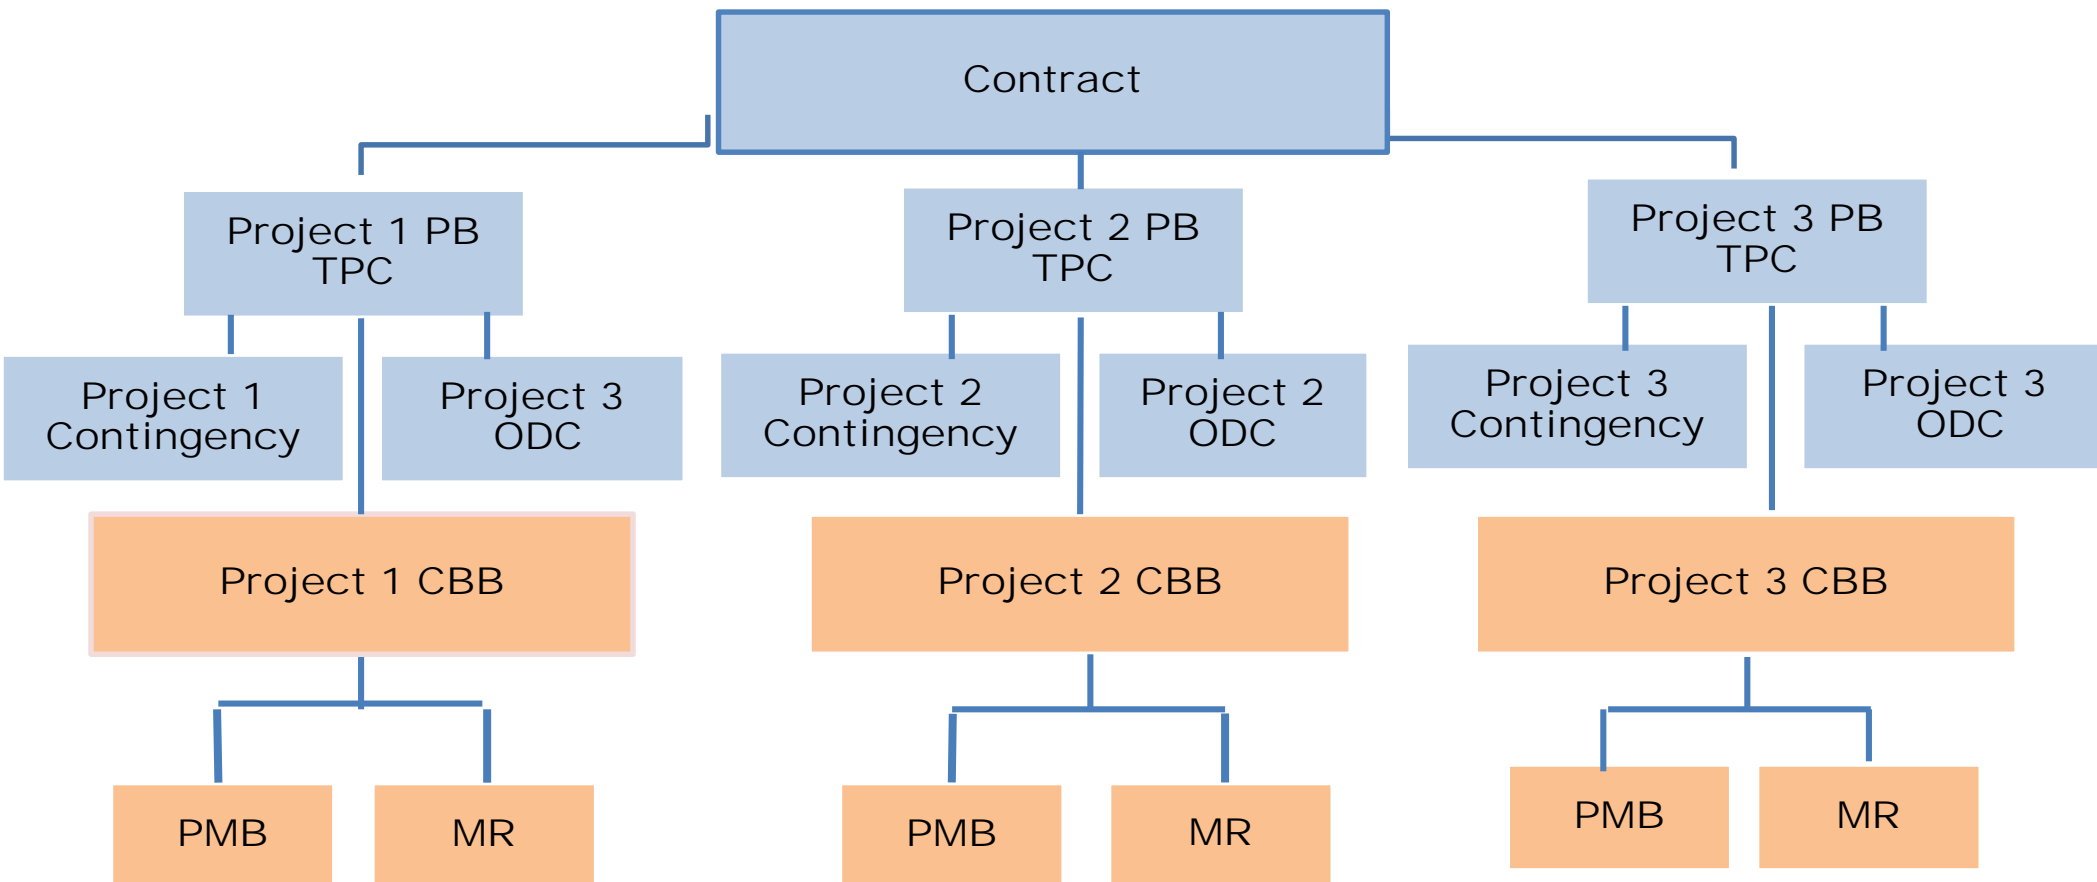 Contract
Project 1 PB
TPC
Project 2 PB
TPC
Project 3 PB
TPC
Project 1
Contingency
Project 3
ODC
Project 2
Contingency
Project 2
ODC
Project 3
Contingency
Project 3
ODC
Project 1 CBB
Project 2 CBB
Project 3 CBB
PMB
MR
PMB
MR
PMB
MR